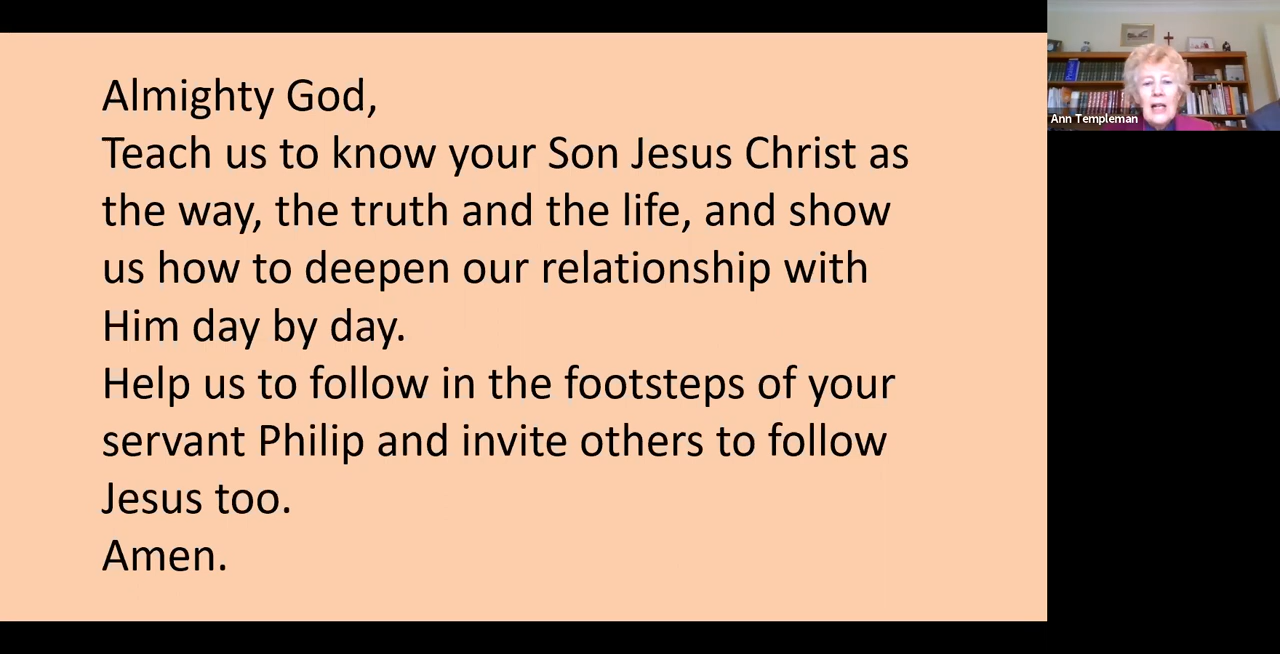 Almighty God,
Teach us to know your Son Jesus Christ as
the way, the truth and the life, and show
us how to deepen our relationship with
Him day by day.
Help us to follow in the footsteps of your
servant Philip and invite others to follow
Jesus too.
Amen.
Ann Templeman